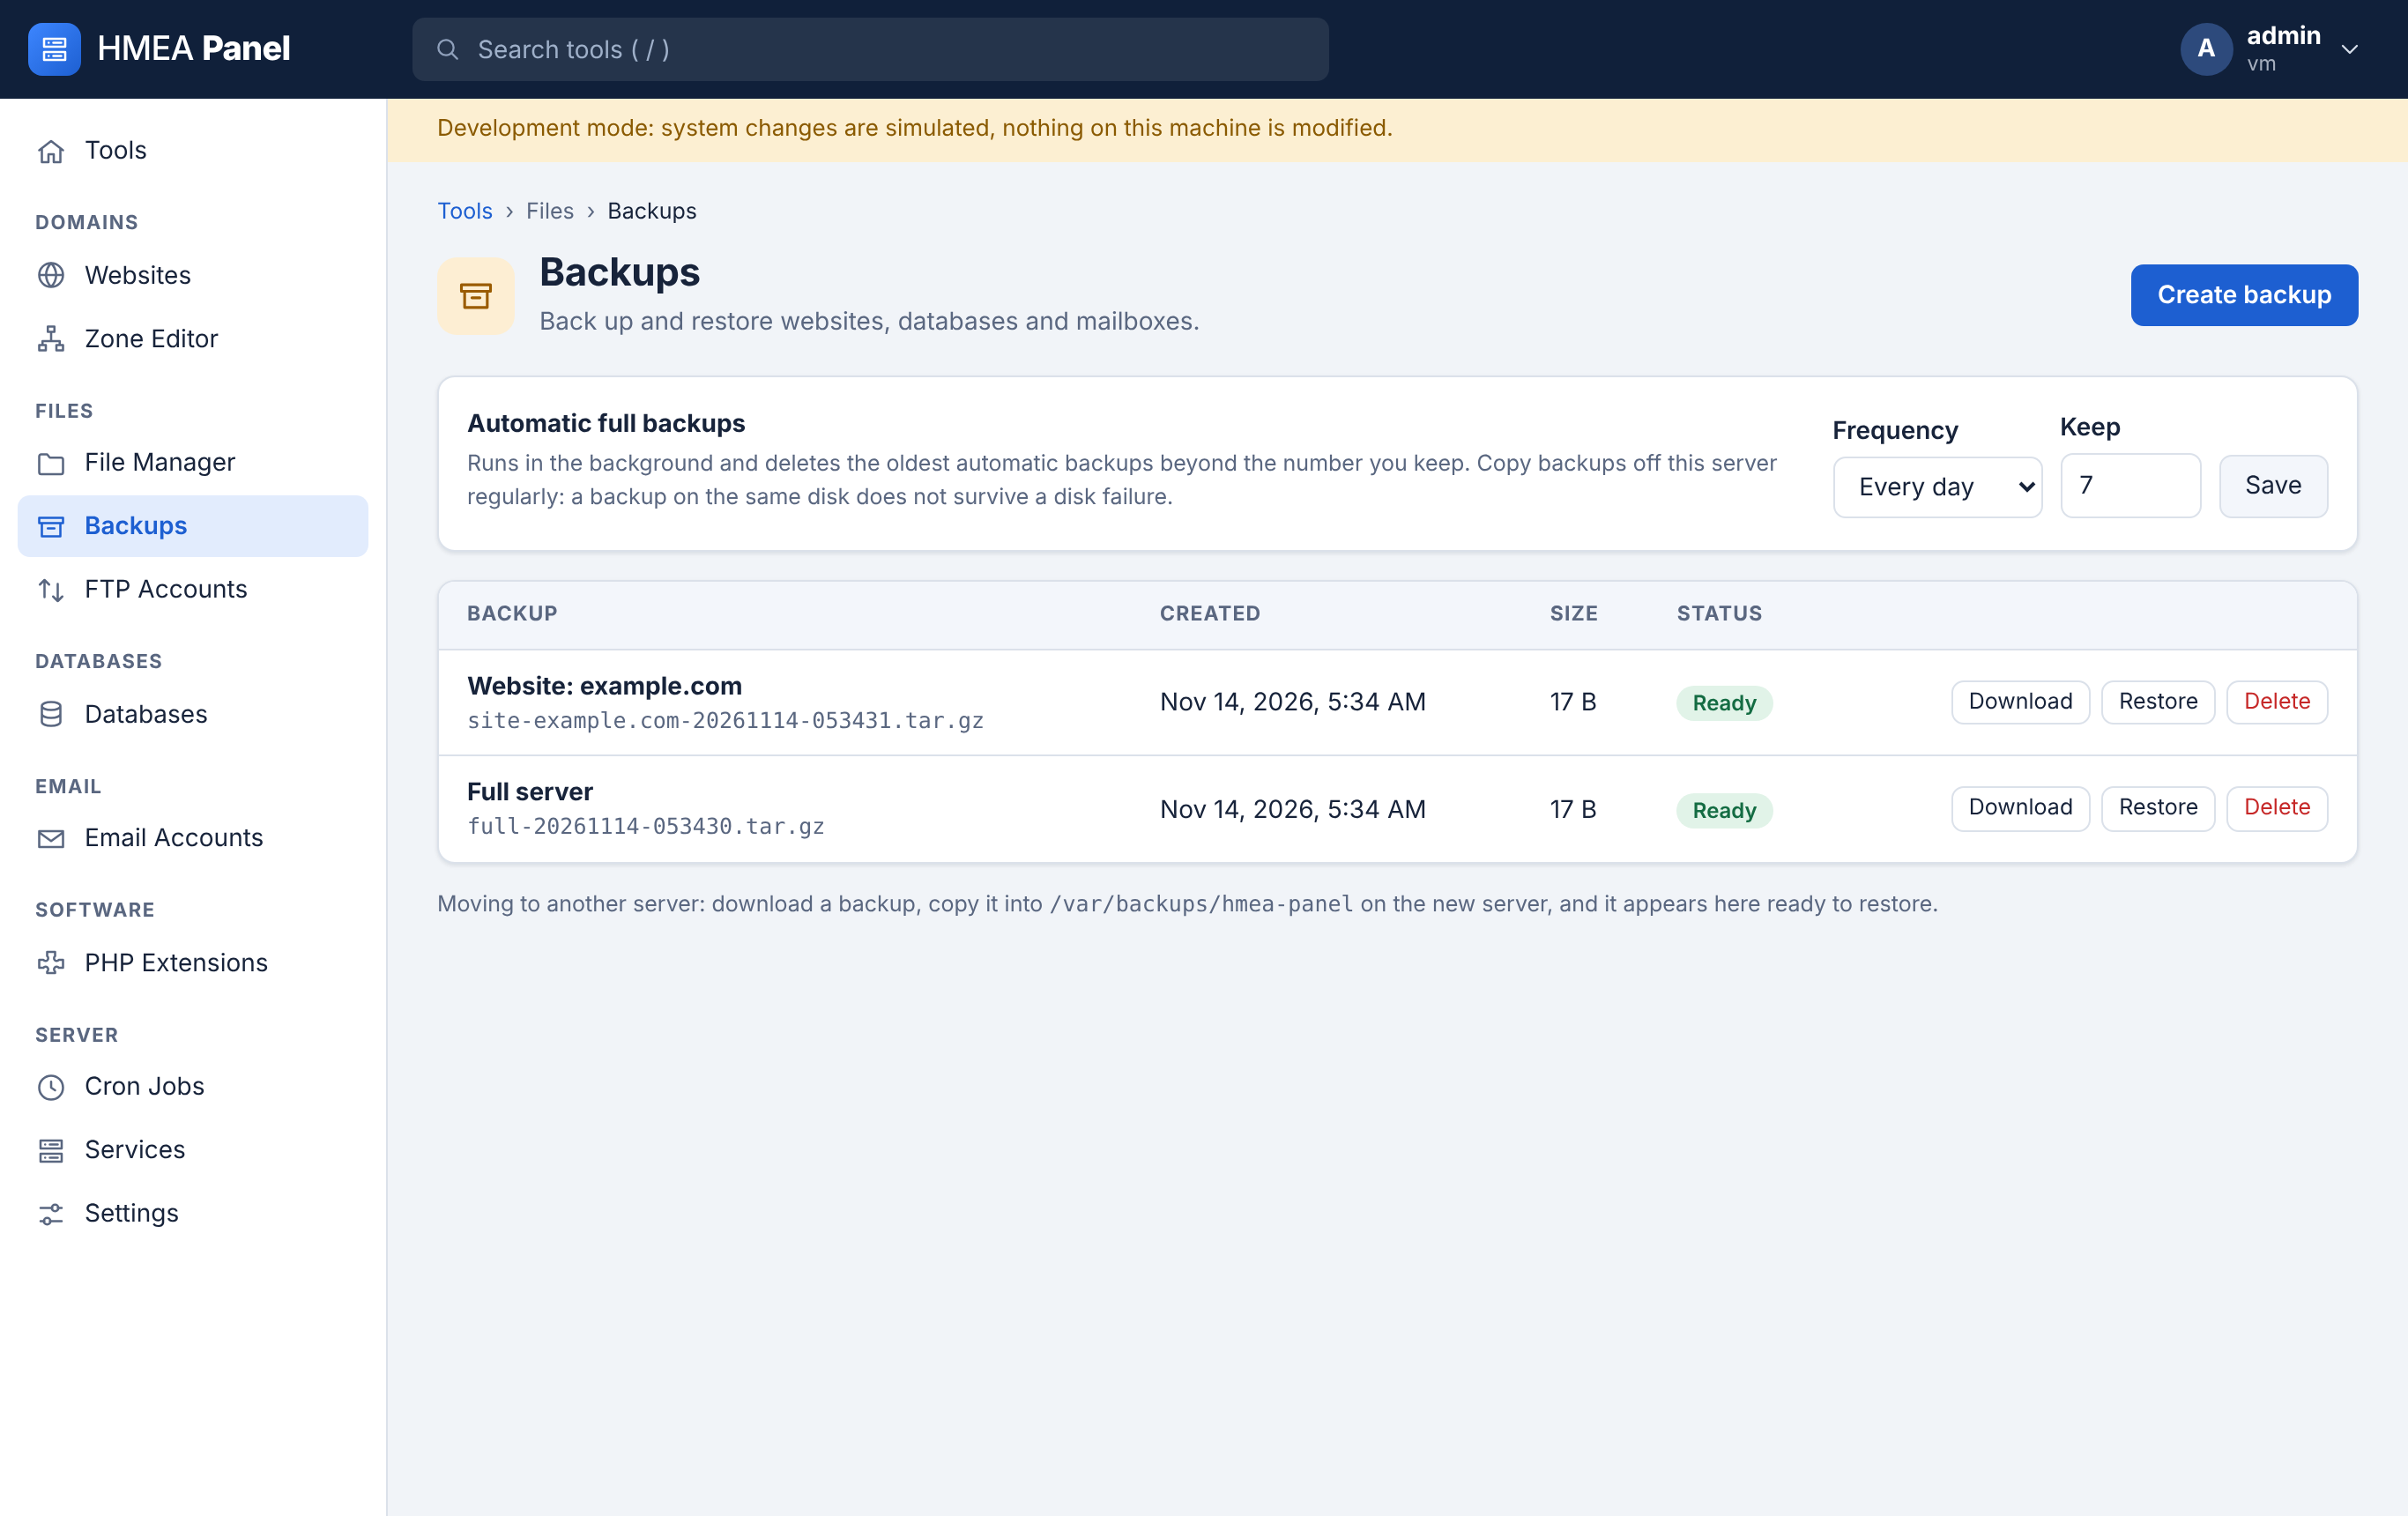 HMEA Panel
Search tools ( / )
A
admin
vm
Development mode: system changes are simulated, nothing on this machine is modified.
Tools
DOMAINS
Websites
Zone Editor
FILES
File Manager
Backups
FTP Accounts
DATABASES
Databases
EMAIL
Email Accounts
SOFTWARE
PHP Extensions
SERVER
Cron Jobs
Services
Settings
Tools › Files › Backups
Backups
Back up and restore websites, databases and mailboxes.
Create backup
Automatic full backups
Runs in the background and deletes the oldest automatic backups beyond the number you keep. Copy backups off this server
regularly: a backup on the same disk does not survive a disk failure.
Frequency
Every day
Keep
7
Save
BACKUP CREATED SIZE STATUS
Website: example.com
site-example.com-20261114-053431.tar.gz
Nov 14, 2026, 5:34 AM 17 B Ready Download Restore Delete
Full server
full-20261114-053430.tar.gz
Nov 14, 2026, 5:34 AM 17 B Ready Download Restore Delete
Moving to another server: download a backup, copy it into /var/backups/hmea-panel on the new server, and it appears here ready to restore.